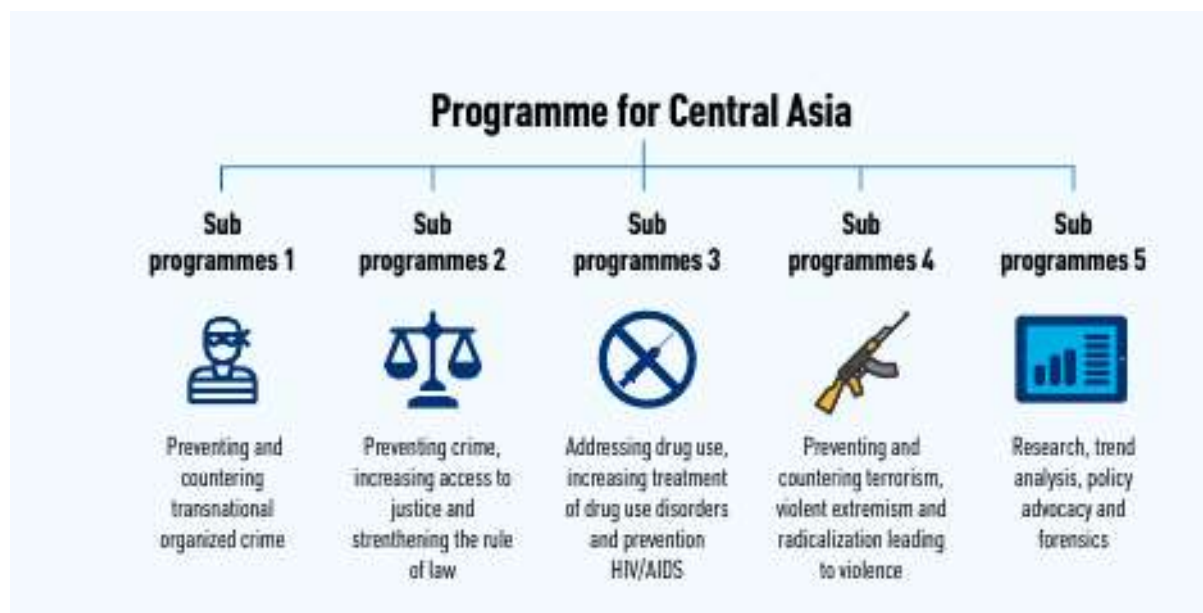 Programme for Central Asia
Sub
programmes 1
Preventing and
countering
transnational
organized crime
Sub
programmes 2
Preventing crime,
increasing access to
justice and
strenthening the rule
of law
Sub
programmes 3
Addressing drug use,
increasing treatment
of drug use disorders
and prevention
HIV/AIDS
Sub
programmes 4
Preventing and
countering terrorism,
violent extremism and
radicalization leading
to violence
Sub
programmes 5
Research, trend
analysis, policy
advocacy and
forensics